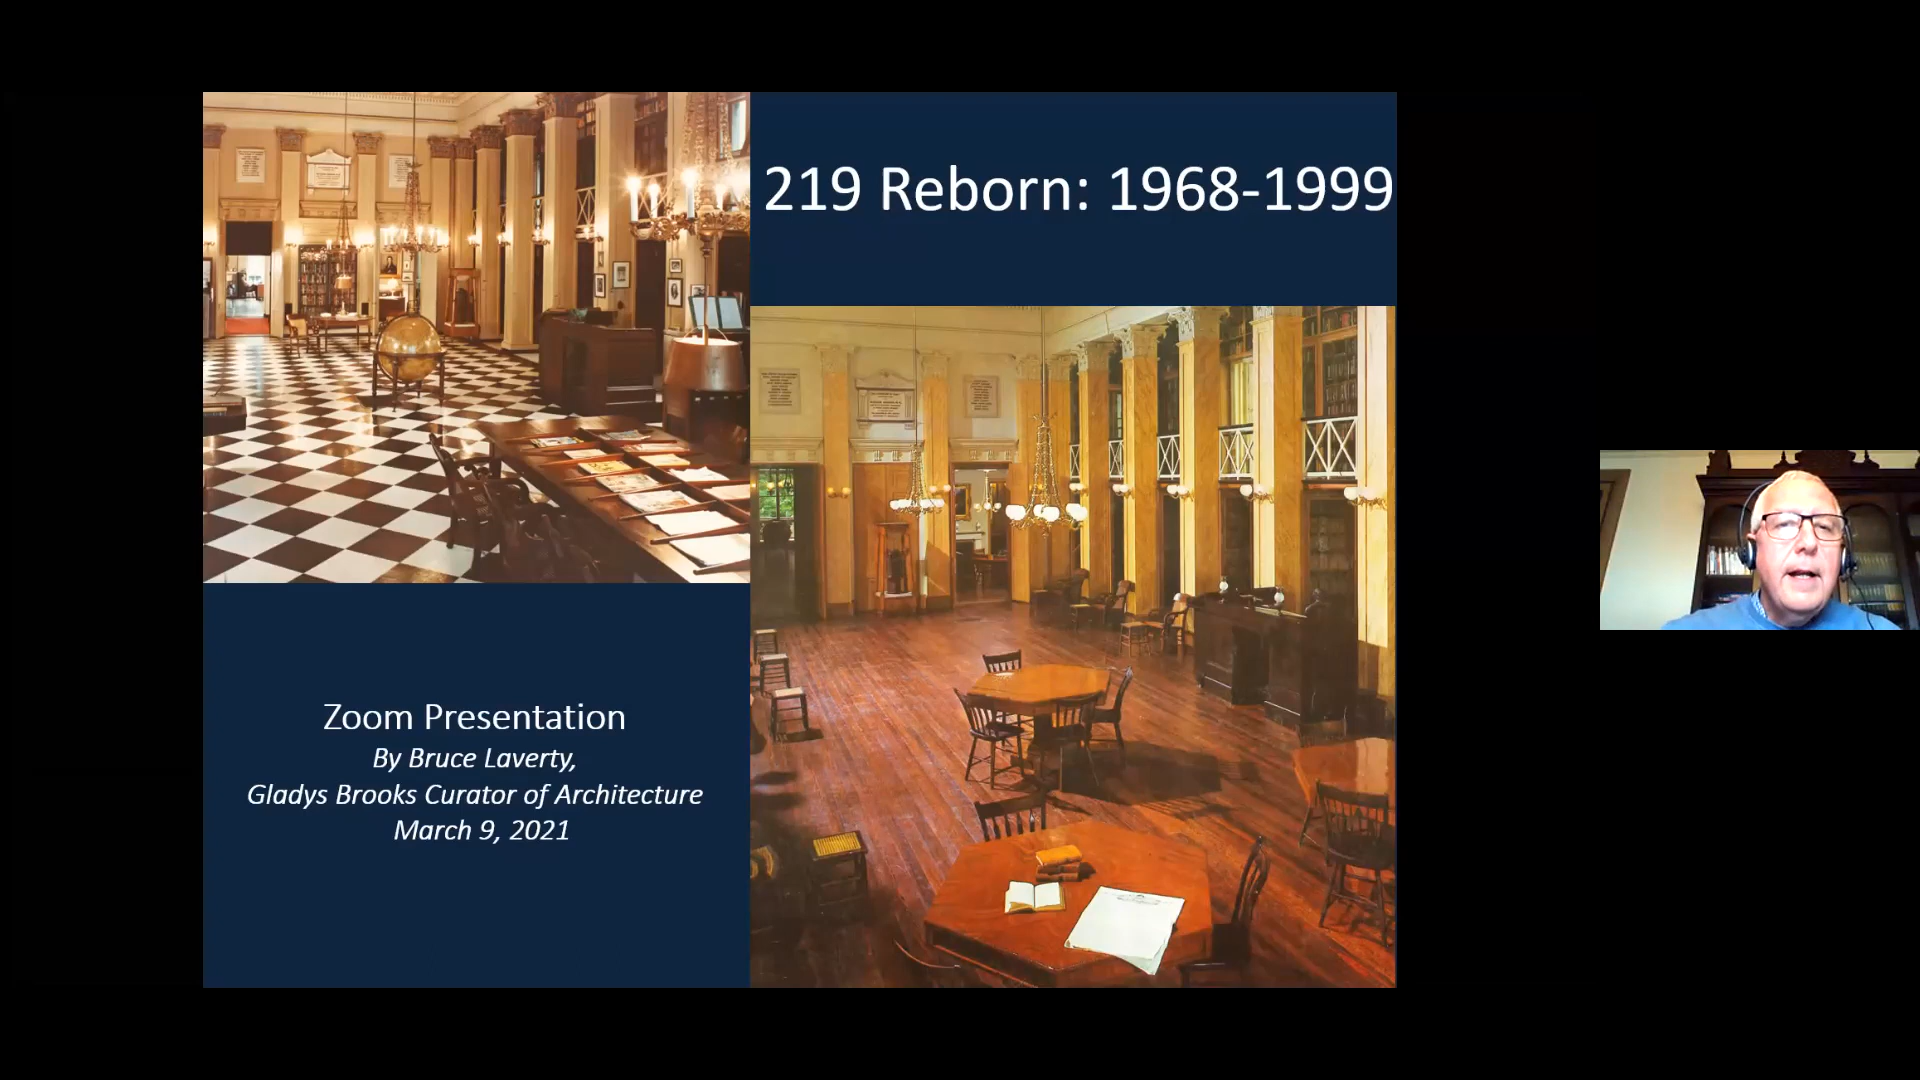 219 Reborn: 1968-1999
Zoom Presentation
By Bruce Laverty,
Gladys Brooks Curator of Architecture
March 9, 2021